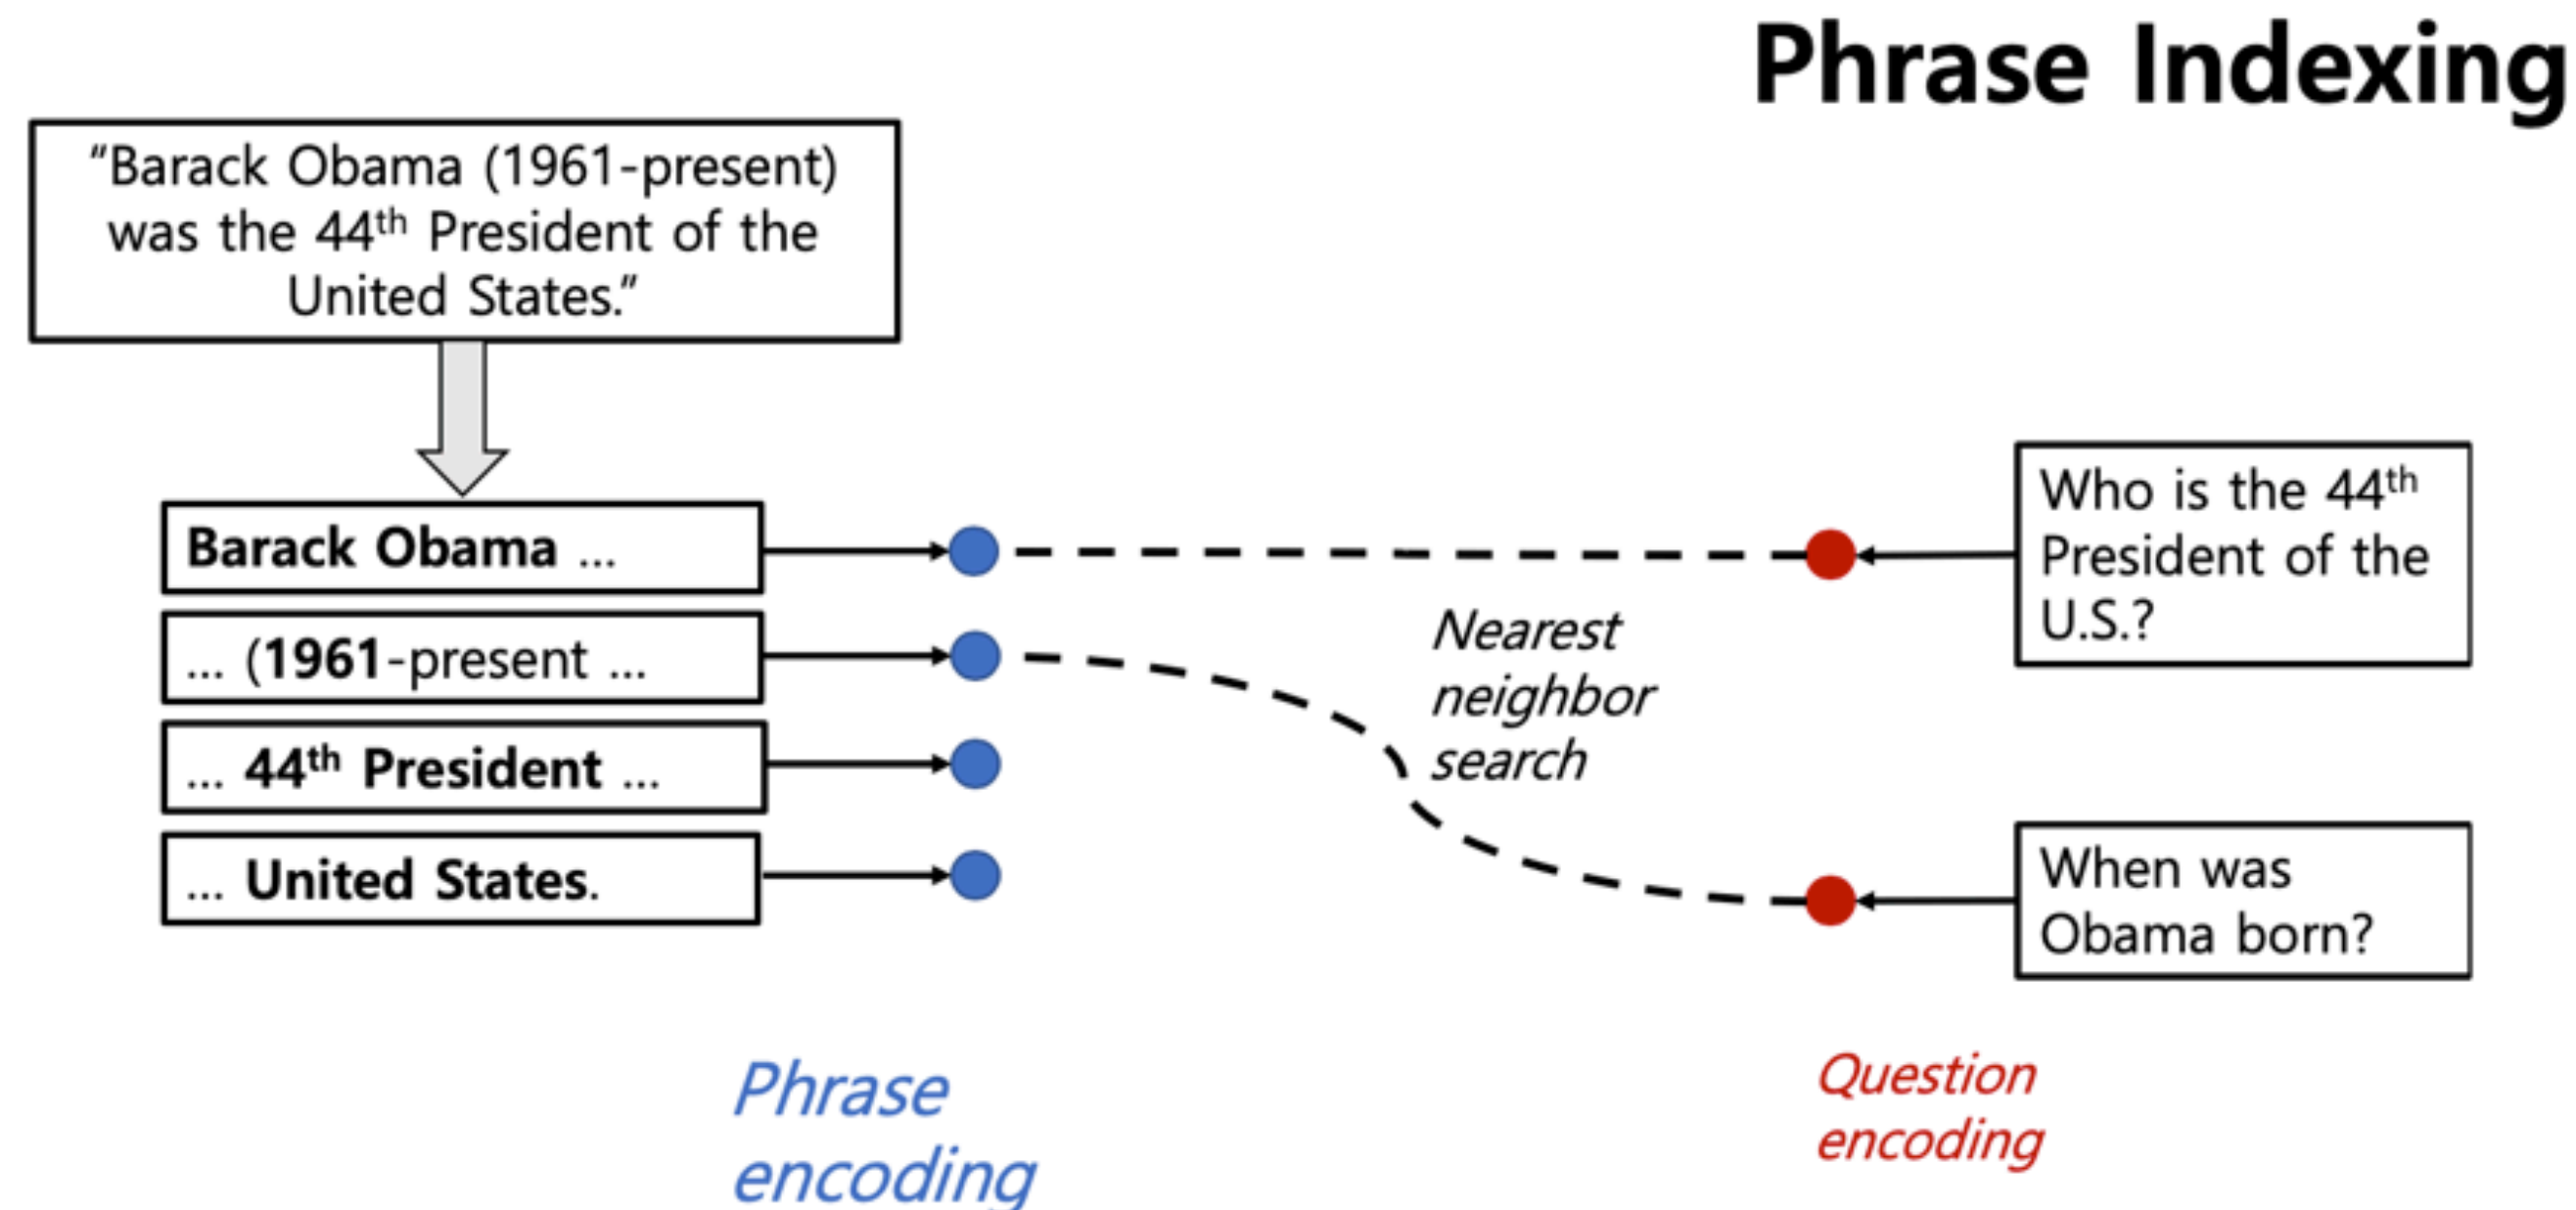 Phrase Indexing
“Barack Obama (1961-present)
was the 44th President of the
United States.”
Barack Obama ...
... (1961-present ...
... 44th President ...
... United States.
Nearest
neighbor
search
Who is the 44th
President of the
U.S.?
When was
Obama born?
Phrase
encoding
Question
encoding